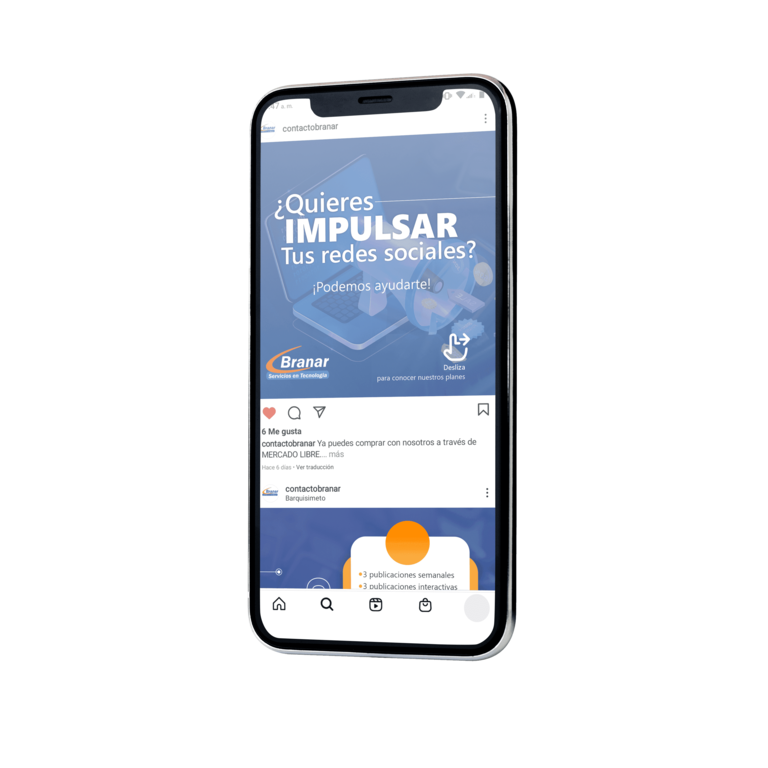 contactobranar
¿Quieres
IMPULSAR
Tus redes sociales?
¡Podemos ayudarte!
Branar
Servicios en Tecnología
Desliza
para conocer nuestros planes
6 Me gusta
contactobranar Ya puedes comprar con nosotros a través de
MERCADO LIBRE... más
Hace 6 días • Ver traducción
contactobranar
Barquisimeto
3 publicaciones semanales
3 publicaciones interactivas